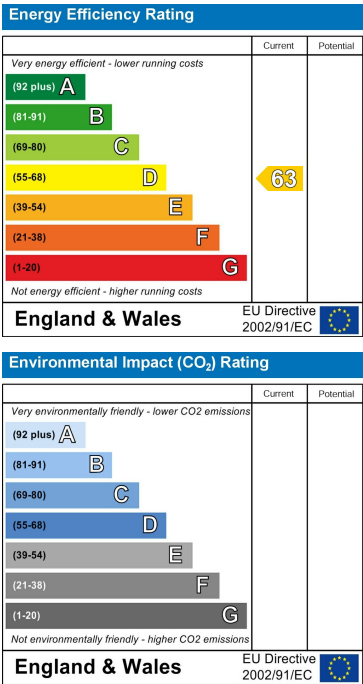 Energy Efficiency Rating
Current Potential
Very energy efficient - lower running costs
(92 plus) A
(81-91) B
(69-80) C
(55-68) D
63
(39-54) E
(21-38) F
(1-20) G
Not energy efficient - higher running costs
England & Wales
EU Directive
2002/91/EC
Environmental Impact (CO₂) Rating
Current Potential
Very environmentally friendly - lower CO2 emissions
(92 plus) A
(81-91) B
(69-80) C
(55-68) D
(39-54) E
(21-38) F
(1-20) G
Not environmentally friendly - higher CO2 emissions
England & Wales
EU Directive
2002/91/EC